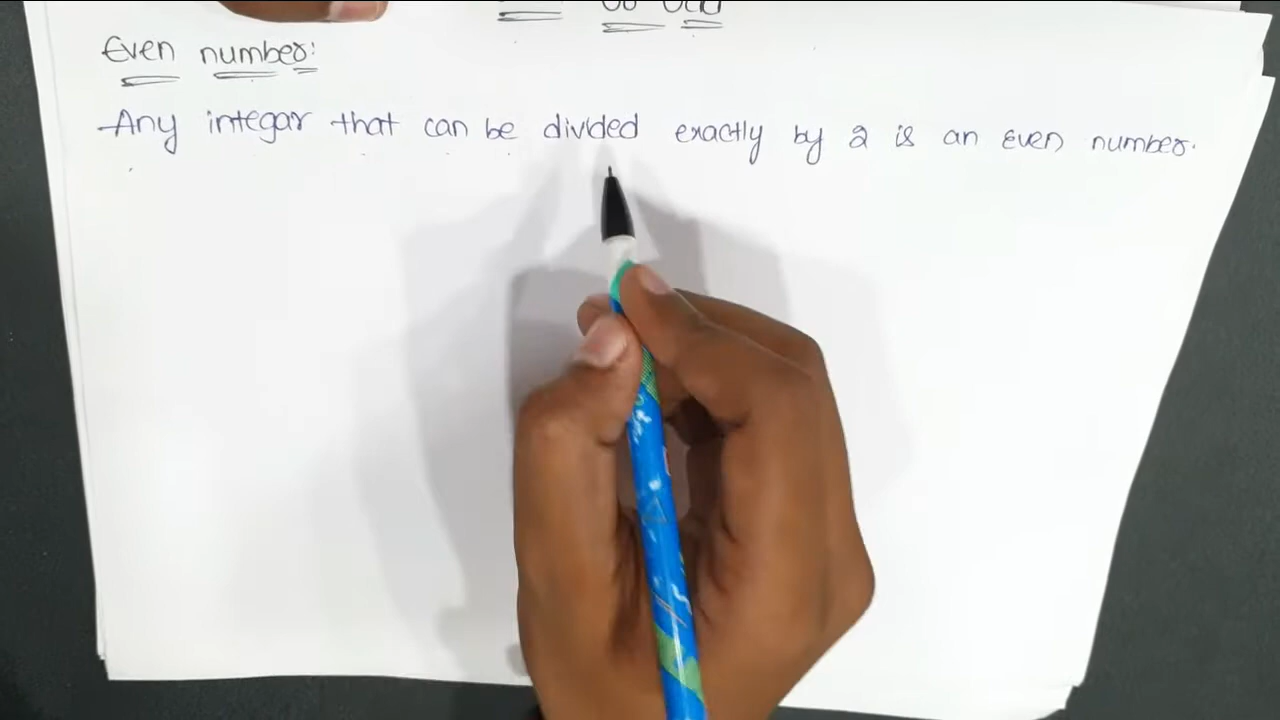 Even number:
Any integar that can be divided exactly by 2 is an Even number.